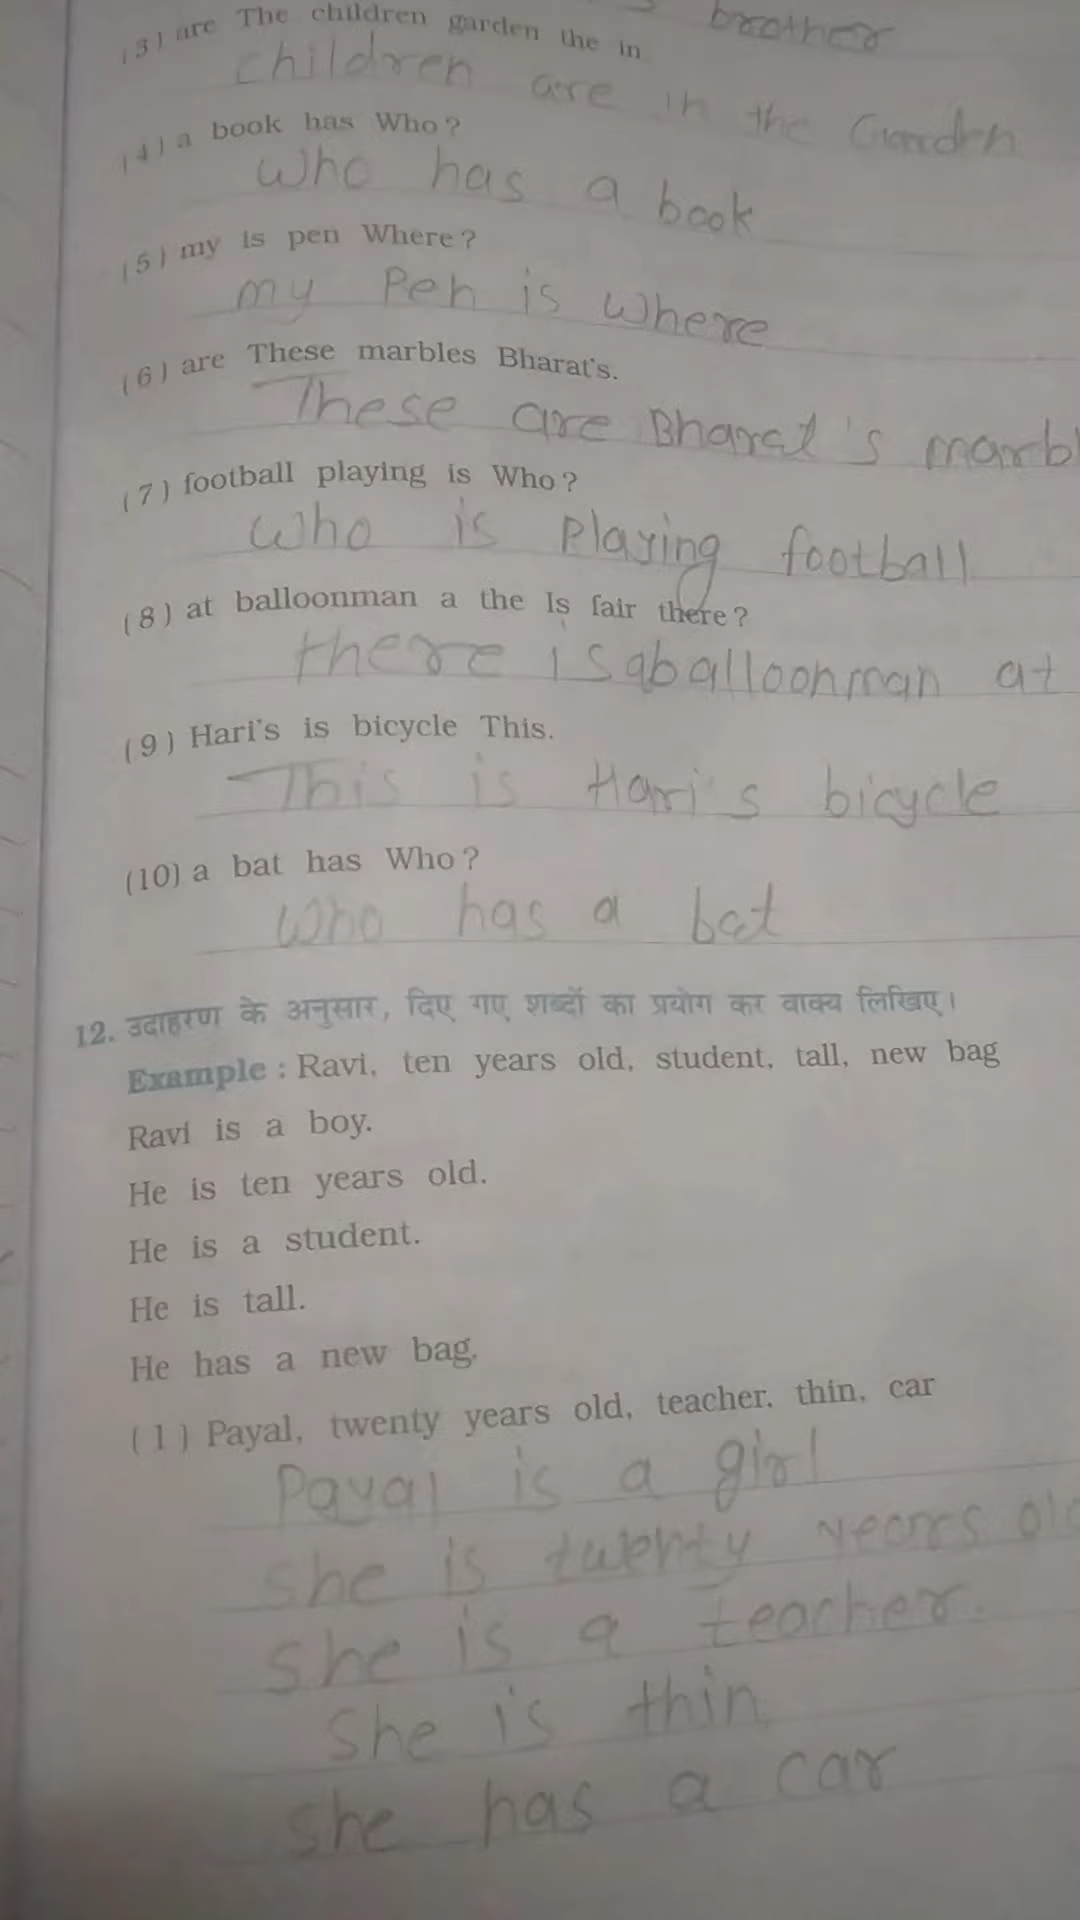 brother
(3) are The children garden the in
children are in the Garden
(4) a book has Who?
who has a book
(5) my is pen Where?
my Pen is where
(6) are These marbles Bharat's.
These are Bharat's marbl
(7) football playing is Who?
who is Playing football
(8) at balloonman a the Is fair there?
there is a balloonman at
(9) Hari's is bicycle This.
This is Hari's bicycle
(10) a bat has Who?
who has a bat
12. उदाहरण के अनुसार, दिए गए शब्दों का प्रयोग कर वाक्य लिखिए।
Example : Ravi, ten years old, student, tall, new bag
Ravi is a boy.
He is ten years old.
He is a student.
He is tall.
He has a new bag.
(1) Payal, twenty years old, teacher, thin, car
Payal is a girl
she is twenty years old
she is a teacher.
She is thin
she has a car